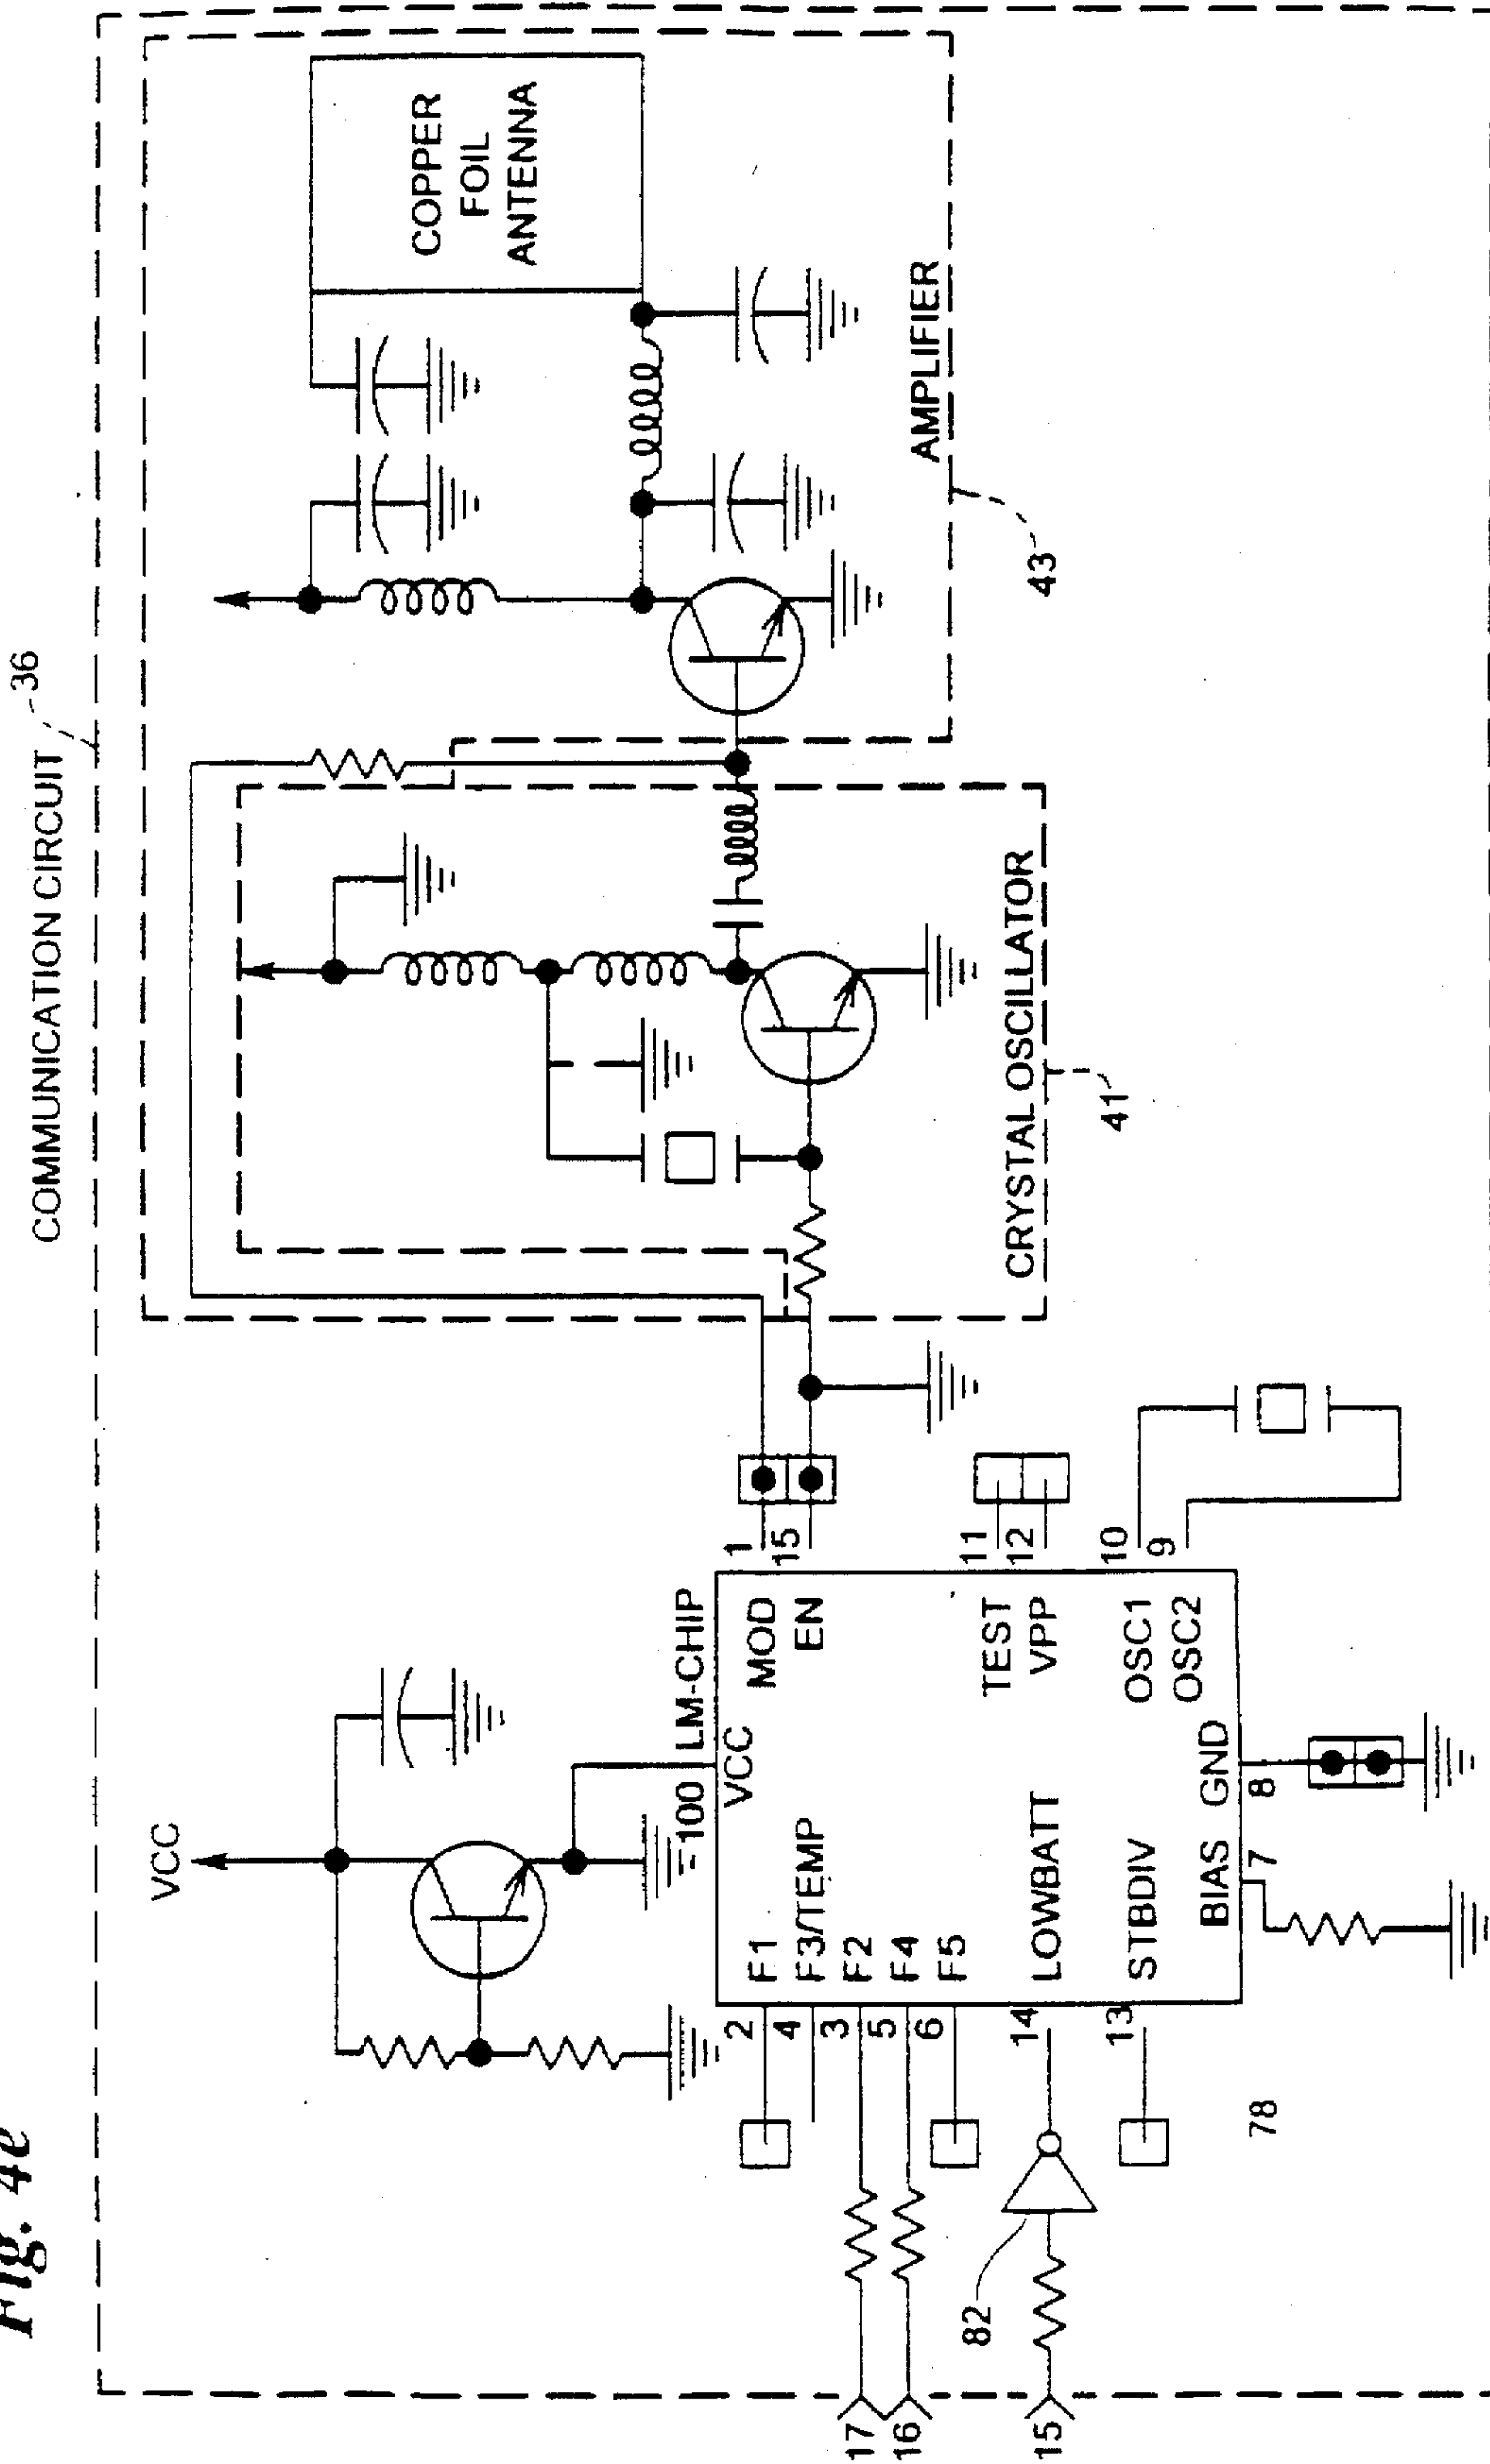 Fig. 4e
COMMUNICATION CIRCUIT 36
VCC
COPPER
FOIL
ANTENNA
AMPLIFIER
43
CRYSTAL OSCILLATOR
41
100 LM-CHIP
VCC
F1
F3/TEMP
F2
F4
F5
LOWBATT
STBDIV
BIAS
GND
MOD
EN
TEST
VPP
OSC1
OSC2
2
4
3
5
6
14
13
7
8
1
15
11
12
10
9
17
16
15
82
78